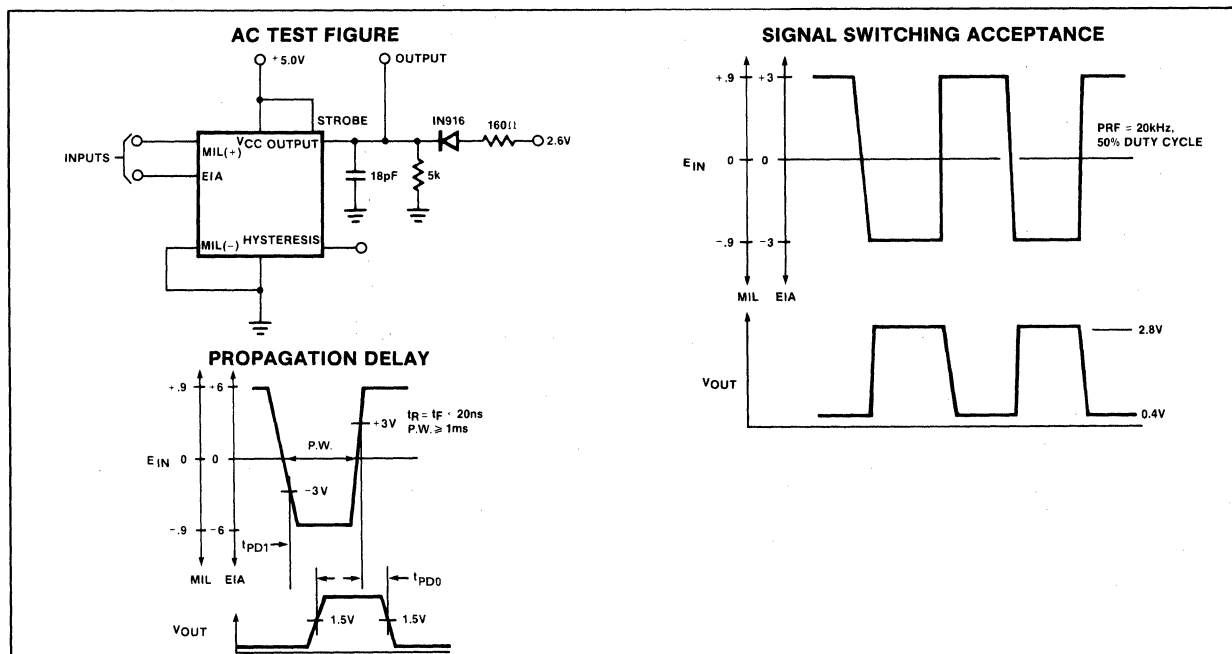 AC TEST FIGURE
+5.0V
OUTPUT
STROBE
IN916
160Ω
2.6V
INPUTS
MIL(+)
VCC OUTPUT
EIA
18pF
5k
MIL(-)
HYSTERESIS
PROPAGATION DELAY
+.9
+6
tR = tF < 20ns
P.W. ≥ 1ms
+3V
P.W.
EIN
0
0
-3V
-.9
-6
tPD1
MIL
EIA
tPD0
1.5V
1.5V
VOUT
SIGNAL SWITCHING ACCEPTANCE
+.9
+3
PRF = 20kHz,
50% DUTY CYCLE
EIN
0
0
-.9
-3
MIL
EIA
2.8V
VOUT
0.4V